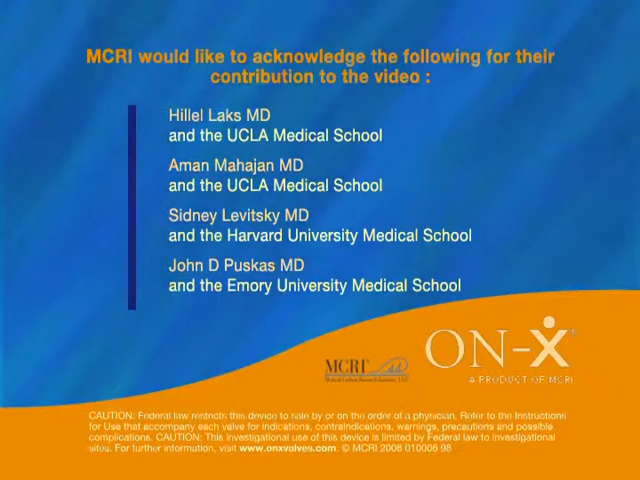 MCRI would like to acknowledge the following for their
contribution to the video :
Hillel Laks MD
and the UCLA Medical School
Aman Mahajan MD
and the UCLA Medical School
Sidney Levitsky MD
and the Harvard University Medical School
John D Puskas MD
and the Emory University Medical School
ON-X
MCRI
Medical Carbon Research Institute, LLC
A PRODUCT OF MCRI
CAUTION: Federal law restricts this device to sale by or on the order of a physician. Refer to the Instructions
for Use that accompany each valve for indications, contraindications, warnings, precautions and possible
complications. CAUTION: This investigational use of this device is limited by Federal law to investigational
sites. For further information, visit www.onxvalves.com. © MCRI 2006 010006 98